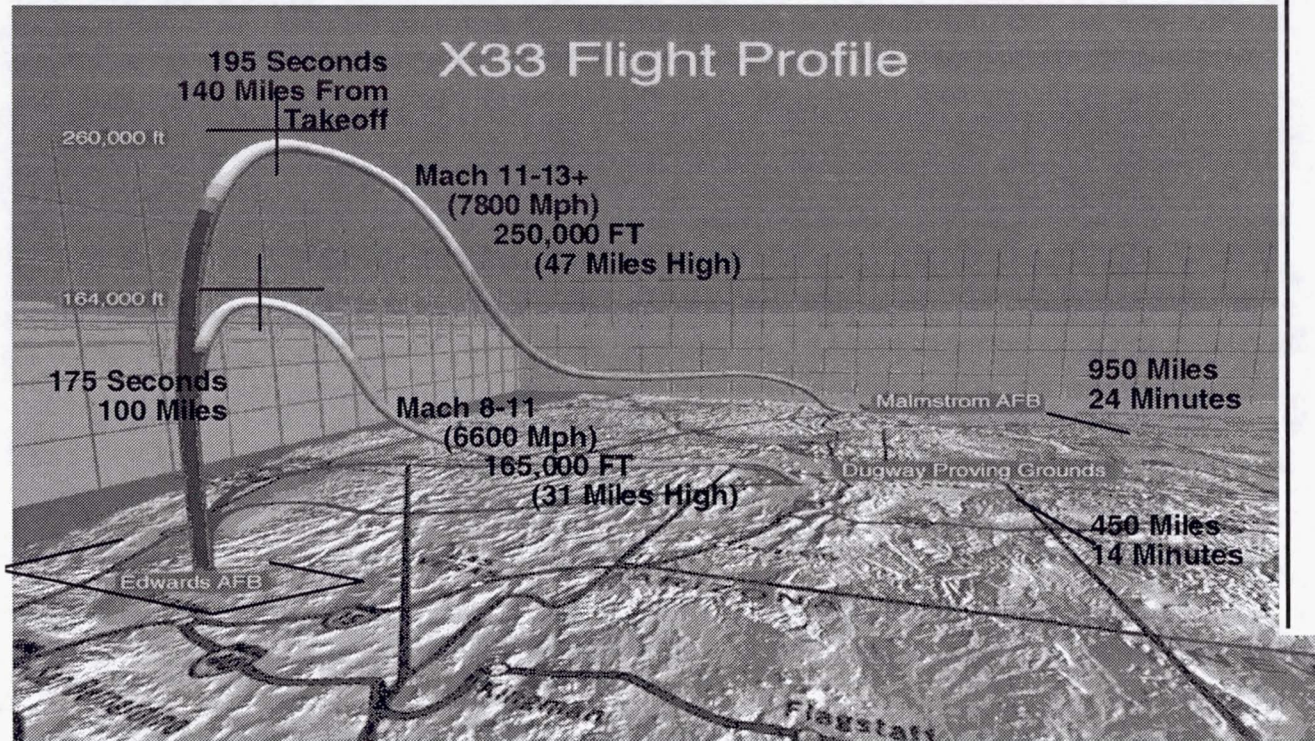 X33 Flight Profile
195 Seconds
140 Miles From
Takeoff
260,000 ft
Mach 11-13+
(7800 Mph)
250,000 FT
(47 Miles High)
164,000 ft
175 Seconds
100 Miles
Mach 8-11
(6600 Mph)
165,000 FT
(31 Miles High)
950 Miles
24 Minutes
Malmstrom AFB
Dugway Proving Grounds
450 Miles
14 Minutes
Edwards AFB
Kingman
Flagstaff